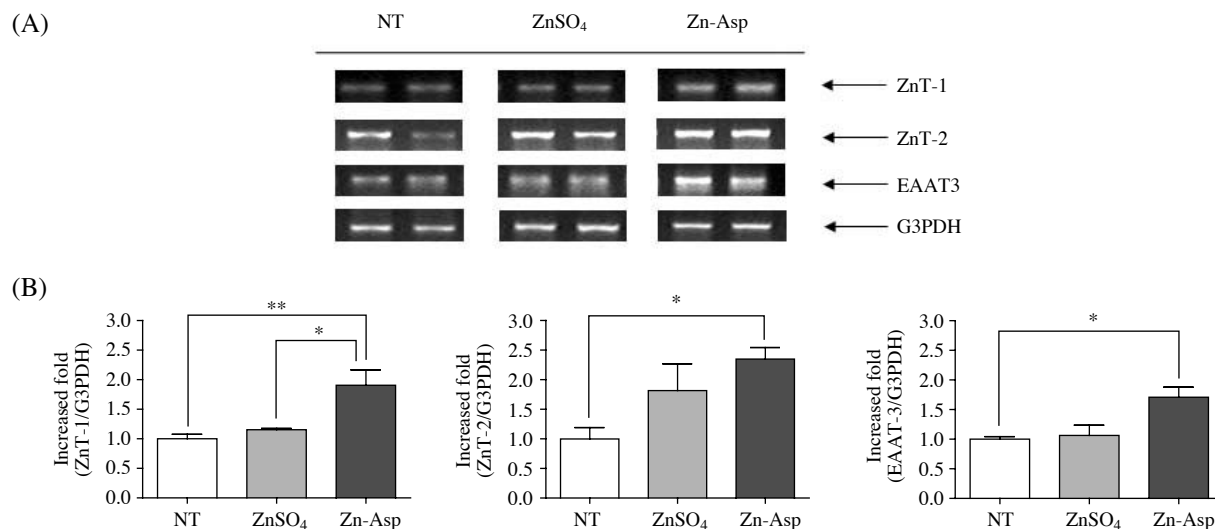 (A)
NT ZnSO₄ Zn-Asp
ZnT-1
ZnT-2
EAAT3
G3PDH
(B)
Increased fold
(ZnT-1/G3PDH)
3.0
2.5
2.0
1.5
1.0
0.5
0.0
**
*
NT ZnSO₄ Zn-Asp
Increased fold
(ZnT-2/G3PDH)
3.0
2.5
2.0
1.5
1.0
0.5
0.0
*
NT ZnSO₄ Zn-Asp
Increased fold
(EAAT-3/G3PDH)
3.0
2.5
2.0
1.5
1.0
0.5
0.0
*
NT ZnSO₄ Zn-Asp